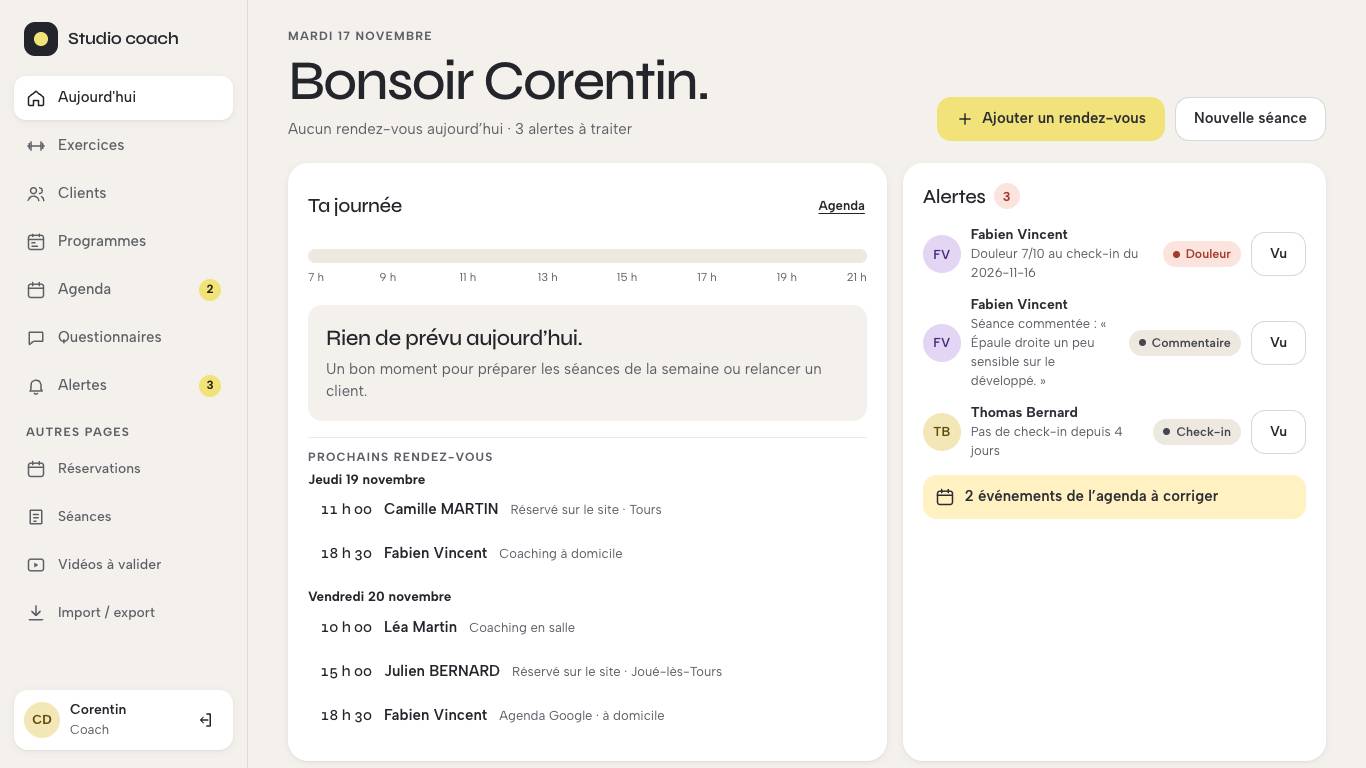 Studio coach
Aujourd'hui
Exercices
Clients
Programmes
Agenda 2
Questionnaires
Alertes 3
AUTRES PAGES
Réservations
Séances
Vidéos à valider
Import / export
CD Corentin
Coach
MARDI 17 NOVEMBRE
Bonsoir Corentin.
Aucun rendez-vous aujourd’hui · 3 alertes à traiter
+ Ajouter un rendez-vous
Nouvelle séance
Ta journée
Agenda
7 h 9 h 11 h 13 h 15 h 17 h 19 h 21 h
Rien de prévu aujourd’hui.
Un bon moment pour préparer les séances de la semaine ou relancer un
client.
PROCHAINS RENDEZ-VOUS
Jeudi 19 novembre
11 h 00 Camille MARTIN Réservé sur le site · Tours
18 h 30 Fabien Vincent Coaching à domicile
Vendredi 20 novembre
10 h 00 Léa Martin Coaching en salle
15 h 00 Julien BERNARD Réservé sur le site · Joué-lès-Tours
18 h 30 Fabien Vincent Agenda Google · à domicile
Alertes 3
FV
Fabien Vincent
Douleur 7/10 au check-in du
2026-11-16
Douleur
Vu
FV
Fabien Vincent
Séance commentée : «
Épaule droite un peu
sensible sur le
développé. »
Commentaire
Vu
TB
Thomas Bernard
Pas de check-in depuis 4
jours
Check-in
Vu
2 événements de l’agenda à corriger